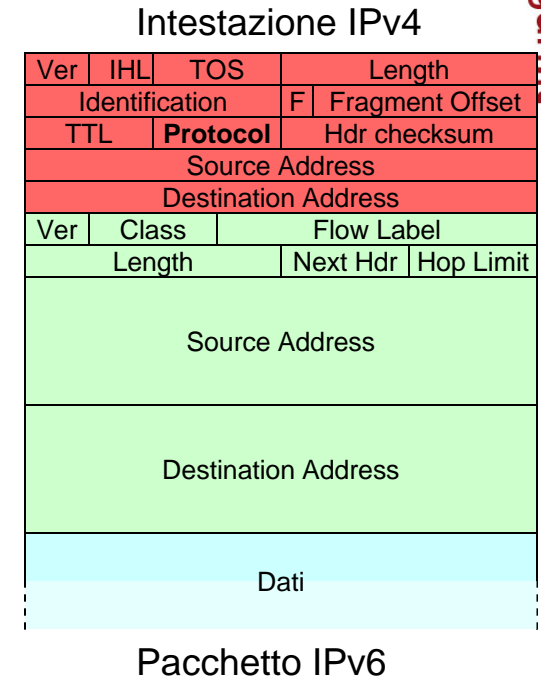 Intestazione IPv4
Ver IHL TOS Length
Identification F Fragment Offset
TTL Protocol Hdr checksum
Source Address
Destination Address
Ver Class Flow Label
Length Next Hdr Hop Limit
Source Address
Destination Address
Dati
Pacchetto IPv6